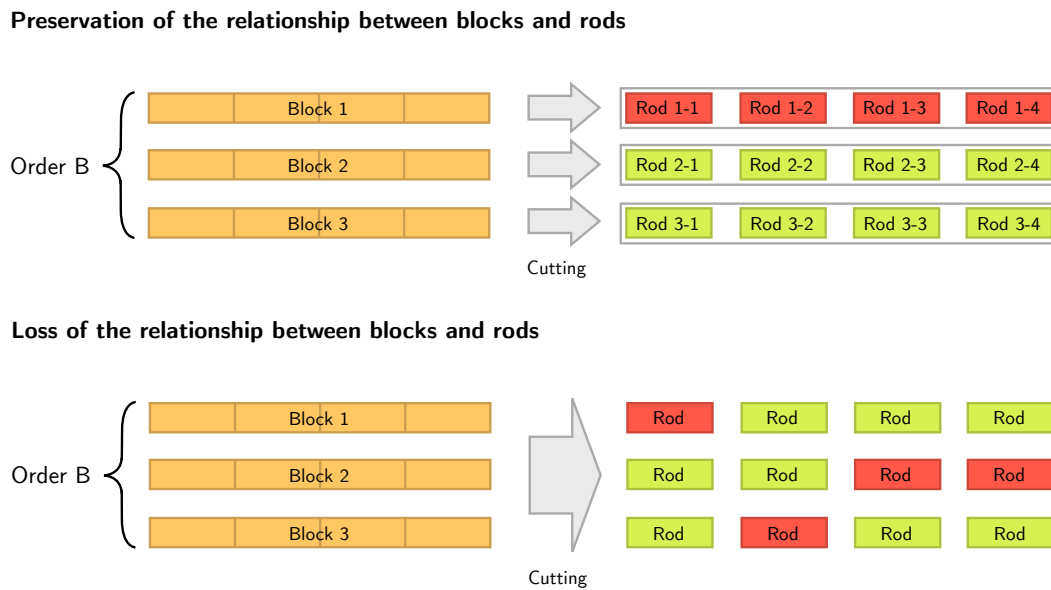 Preservation of the relationship between blocks and rods
Block 1 Rod 1-1 Rod 1-2 Rod 1-3 Rod 1-4
Order B Block 2 Rod 2-1 Rod 2-2 Rod 2-3 Rod 2-4
Block 3 Rod 3-1 Rod 3-2 Rod 3-3 Rod 3-4
Cutting
Loss of the relationship between blocks and rods
Block 1 Rod Rod Rod Rod
Order B Block 2 Rod Rod Rod Rod
Block 3 Rod Rod Rod Rod
Cutting